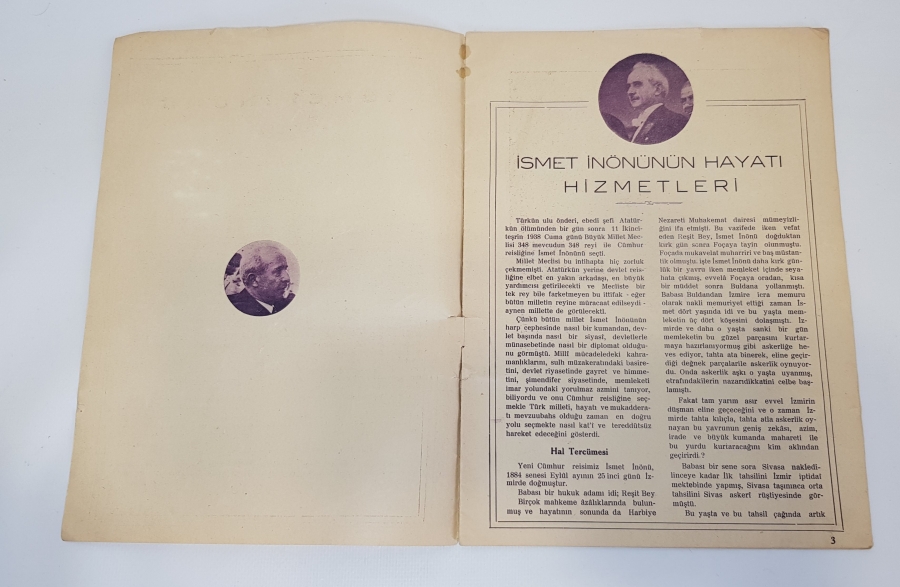 İSMET İNÖNÜNÜN HAYATI
HİZMETLERİ
Türkün ulu önderi, ebedi şefi Atatür-
kün ölümünden bir gün sonra 11 İkinci-
teşrin 1938 Cuma günü Büyük Millet Mec-
lisi 348 mevcudun 348 reyi ile Cümhur
reisliğine İsmet İnönünü seçti.
Millet Meclisi bu intihapta hiç zorluk
çekmemişti. Atatürkün yerine devlet reis-
liğine elbet en yakın arkadaşı, en büyük
yardımcısı getirilecekti ve Mecliste bir
tek rey bile farketmeyen bu ittifak - eğer
bütün milletin reyine müracaat edilseydi -
aynen millette de görülecekti.
Çünkü bütün millet İsmet İnönünün
harp cephesinde nasıl bir kumandan, dev-
let başında nasıl bir siyasî, devletlerle
münasebetinde nasıl bir diplomat olduğu-
nu görmüştü. Millî mücadeledeki kahra-
manlıklarını, sulh müzakeratındaki basire-
tini, devlet riyasetinde gayret ve himme-
tini, şimendifer siyasetinde, memleketi
imar yolundaki yorulmaz azmini tanıyor,
biliyordu ve onu Cümhur reisliğine seç-
mekle Türk milleti, hayatı ve mukaddera-
tı mevzuubahs olduğu zaman en doğru
yolu seçmekte nasıl kat'î ve tereddütsüz
hareket edeceğini gösterdi.
Hal Tercümesi
Yeni Cümhur reisimiz İsmet İnönü,
1884 senesi Eylül ayının 25 inci günü İz-
mirde doğmuştur.
Babası bir hukuk adamı idi; Reşit Bey
Birçok mahkeme âzâlıklarında bulun-
muş ve hayatının sonunda da Harbiye
Nezareti Muhakemat dairesi mümeyizli-
ğini ifa etmişti. Bu vazifede iken vefat
eden Reşit Bey, İsmet İnönü doğduktan
kırk gün sonra Foçaya tayin olunmuştu.
Foçada mukavelat muharriri ve baş müstan-
tik olmuştu. işte İsmet İnönü daha kırk gün-
lük bir yavru iken memleket içinde seya-
hata çıkmış, evvelâ Foçaya oradan, kısa
bir müddet sonra Buldana yollanmıştı.
Babası Buldandan İzmire icra memuru
olarak nakli memuriyet ettiği zaman İs-
met dört yaşında idi ve bu yaşta mem-
leketin üç dört köşesini dolaşmıştı. İz-
mirde ve daha o yaşta sanki bir gün
memleketin bu güzel parçasını kurtar-
maya hazırlanıyormuş gibi askerliğe he-
ves ediyor, tahta ata binerek, eline geçir-
diği değnek parçalarile askerlik oynuyor-
du. Onda askerlik aşkı o yaşta uyanmış,
etrafındakilerin nazarıdikkatini celbe baş-
lamıştı.
Fakat tam yarım asır evvel İzmirin
düşman eline geçeceğini ve o zaman İz-
mirde tahta kılıçla, tahta atla askerlik oy-
nayan bu yavrunun geniş zekâsı, azim,
irade ve büyük kumanda mahareti ile
bu yurdu kurtaracağını kim aklından
geçirirdi.?
Babası bir sene sora Sivasa nakledi-
linceye kadar İlk tahsilini İzmir iptidaî
mektebinde yapmış, Sivasa taşınınca orta
tahsilini Sivas askerî rüştiyesinde gör-
müştü.
Bu yaşta ve bu tahsil çağında artık
3